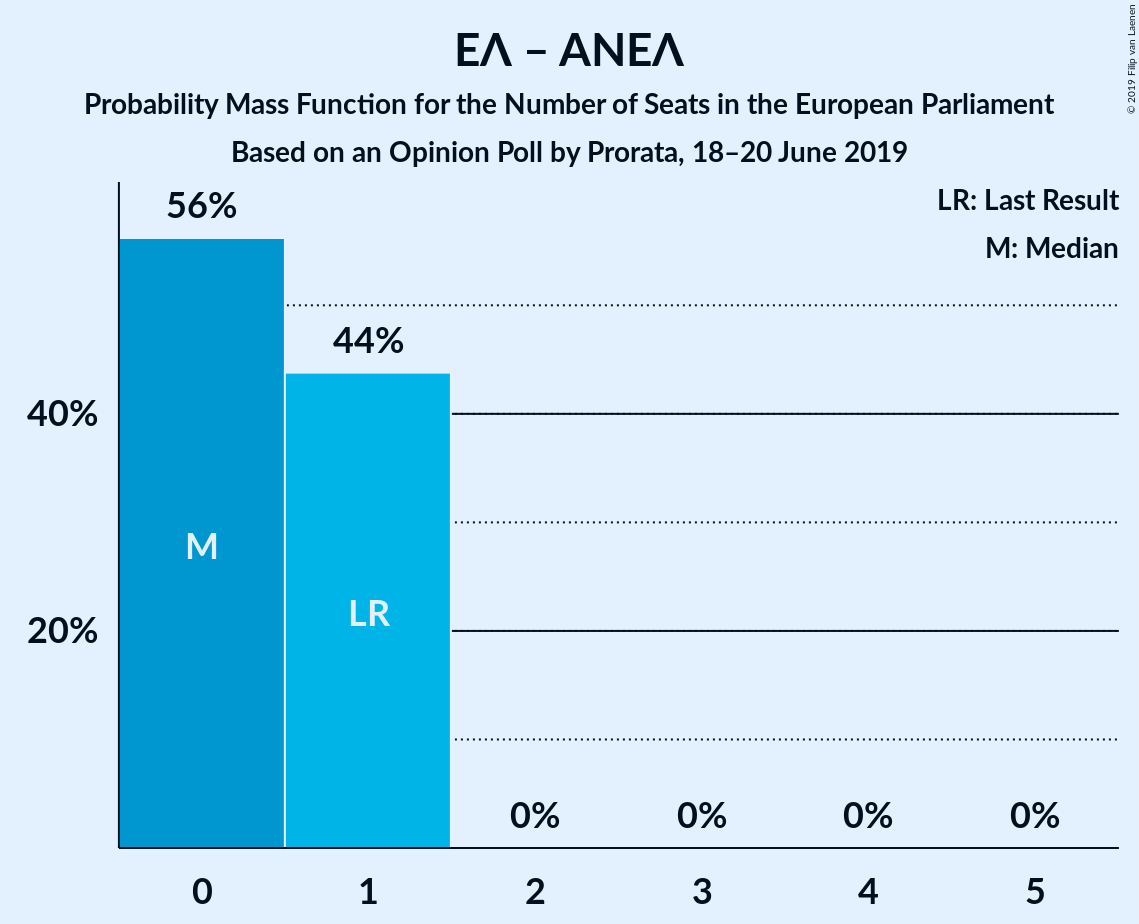 ΕΛ – ΑΝΕΛ
Probability Mass Function for the Number of Seats in the European Parliament
Based on an Opinion Poll by Prorata, 18–20 June 2019
© 2019 Filip van Laenen
LR: Last Result
M: Median
56%
44%
40%
20%
M
LR
0%
0%
0%
0%
0
1
2
3
4
5